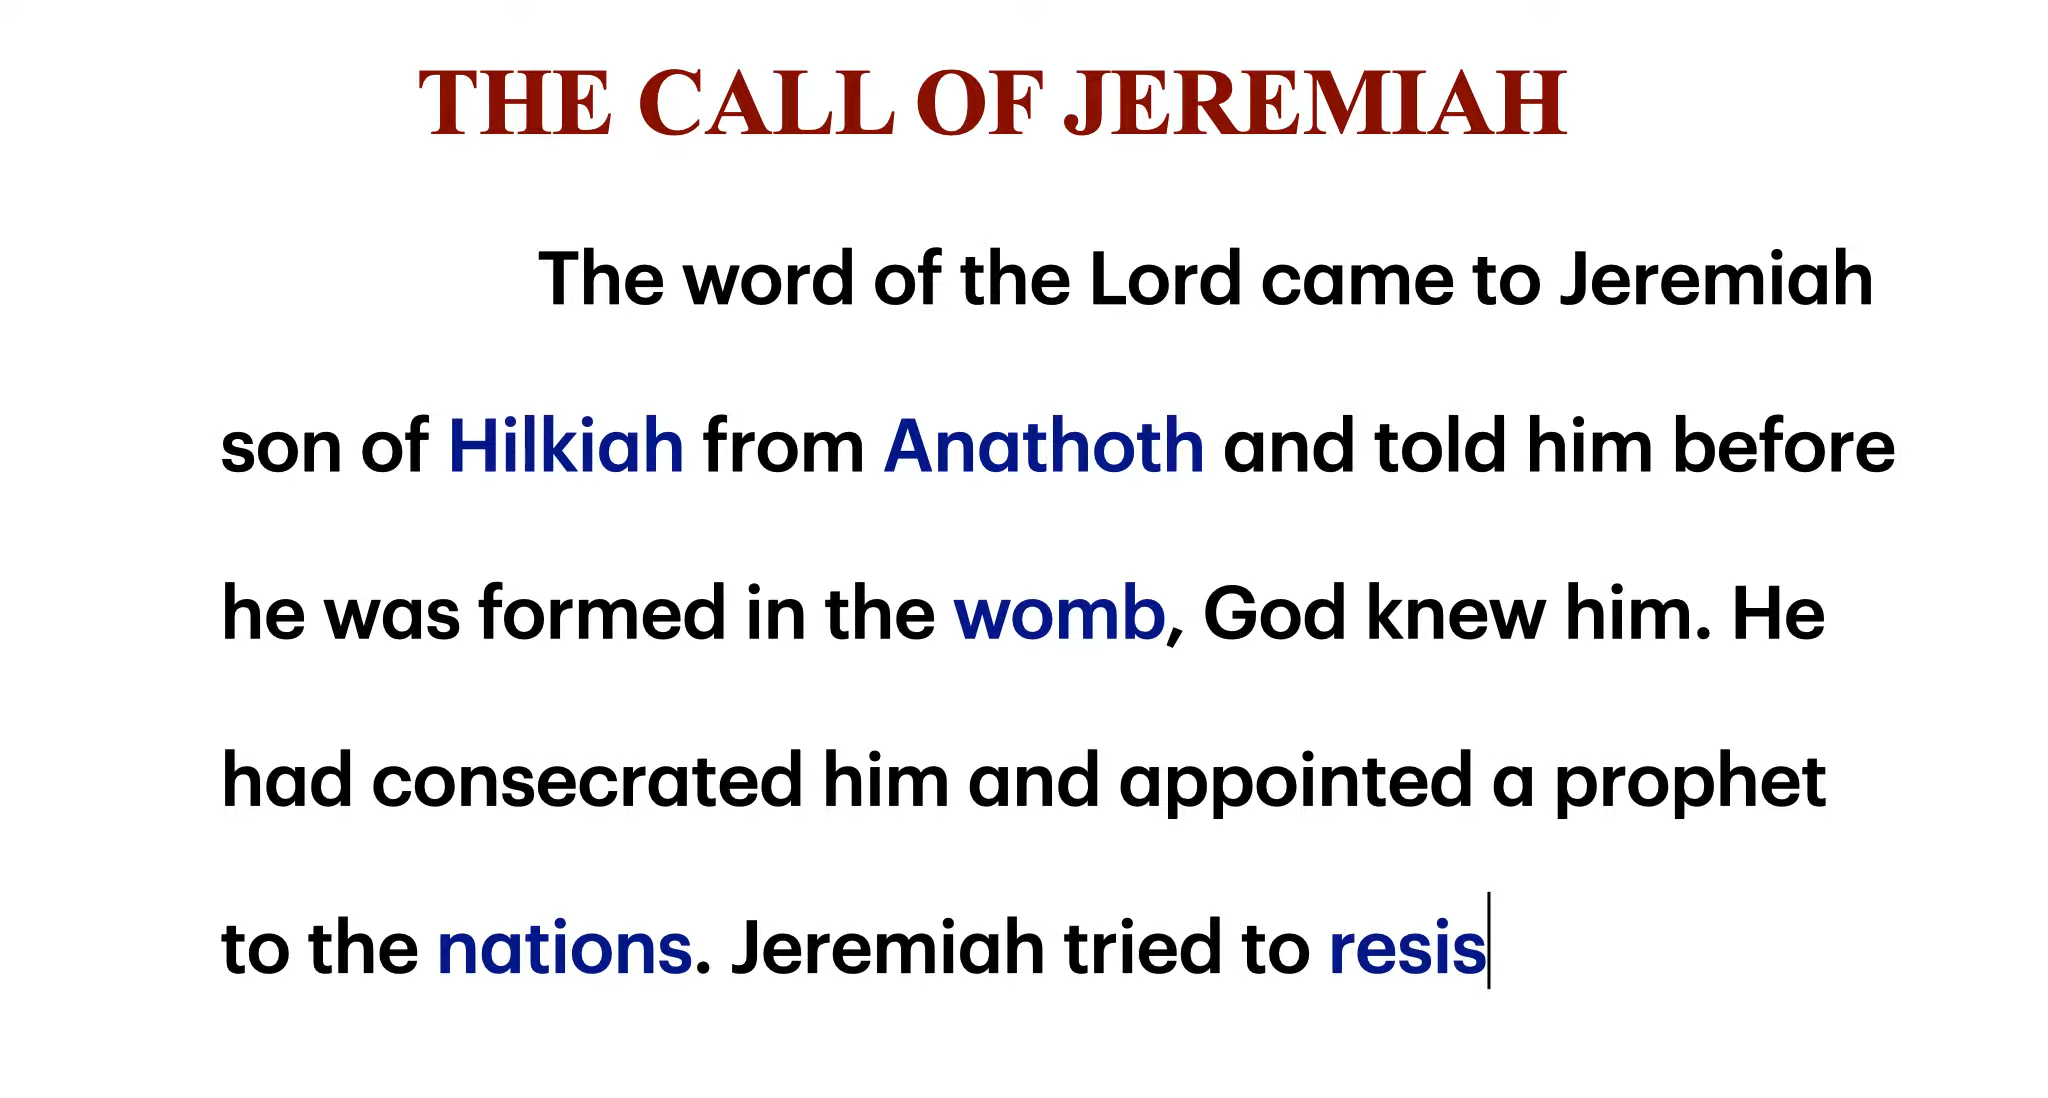 THE CALL OF JEREMIAH
The word of the Lord came to Jeremiah
son of Hilkiah from Anathoth and told him before
he was formed in the womb, God knew him. He
had consecrated him and appointed a prophet
to the nations. Jeremiah tried to resis